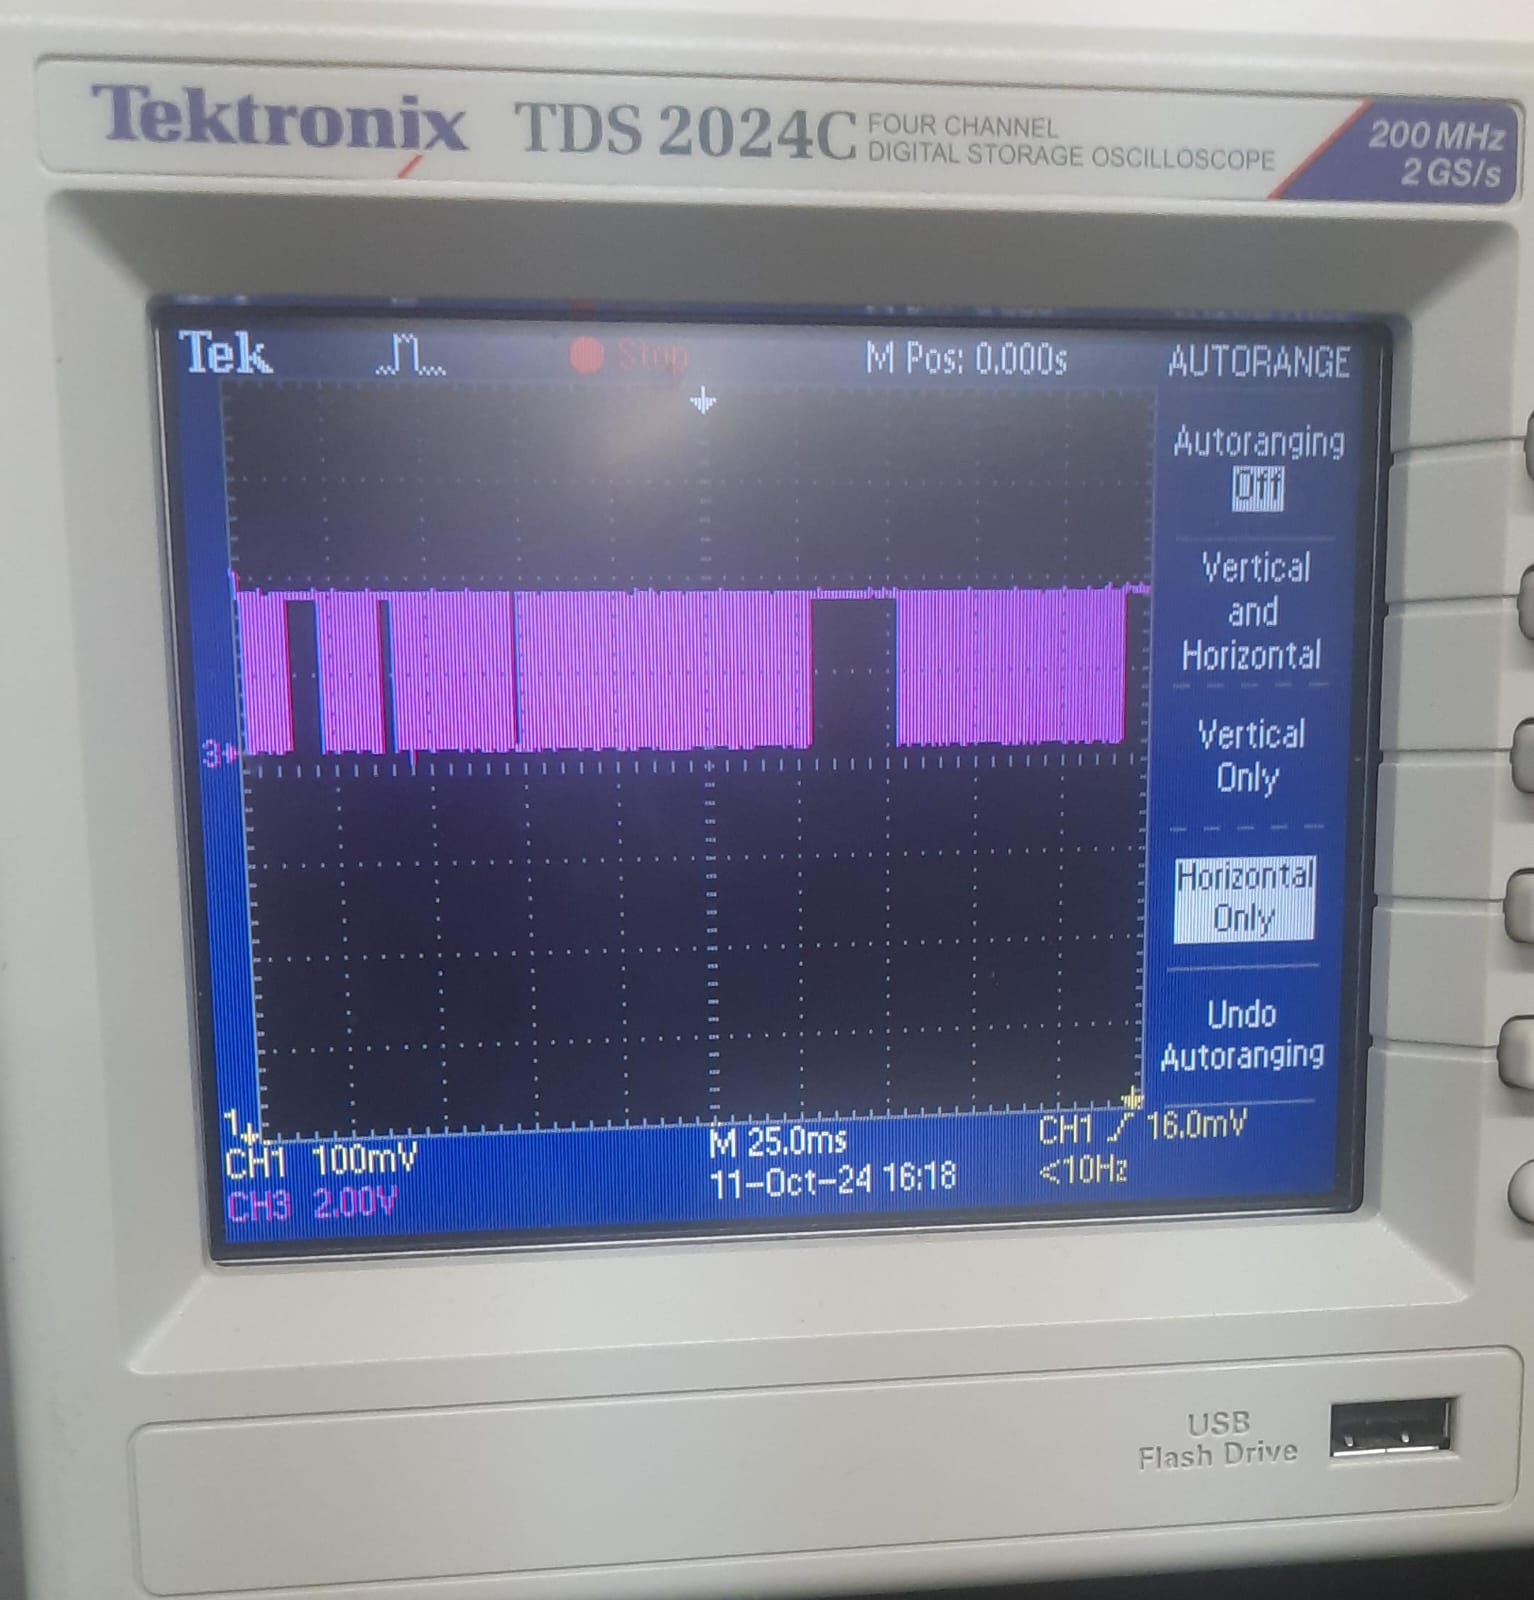 Tektronix TDS 2024C FOUR CHANNEL
DIGITAL STORAGE OSCILLOSCOPE
200 MHz
2 GS/s
Tek Stop M Pos: 0.000s AUTORANGE
Autoranging
Off
Vertical
and
Horizontal
Vertical
Only
Horizontal
Only
Undo
Autoranging
3
1
CH1 100mV M 25.0ms CH1 16.0mV
CH3 2.00V 11-Oct-24 16:18 <10Hz
USB
Flash Drive